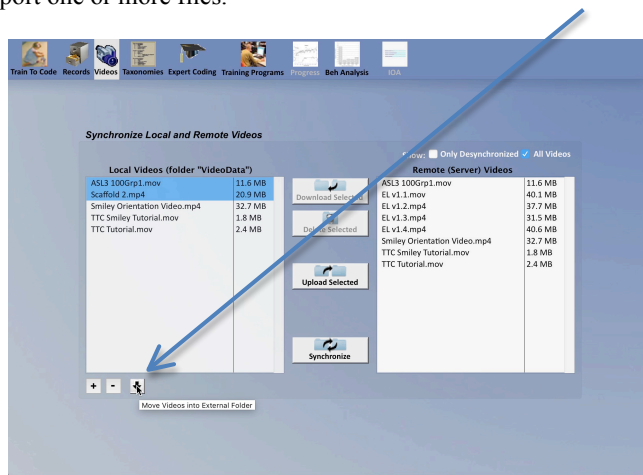 port one or more files.
Train To Code Records Videos Taxonomies Expert Coding Training Programs Progress Beh Analysis IOA
Synchronize Local and Remote Videos
Show: Only Desynchronized All Videos
Local Videos (folder "VideoData") Remote (Server) Videos
ASL3 100Grp1.mov 11.6 MB
Scaffold 2.mp4 20.9 MB
Smiley Orientation Video.mp4 32.7 MB
TTC Smiley Tutorial.mov 1.8 MB
TTC Tutorial.mov 2.4 MB
Download Selected
Delete Selected
Upload Selected
Synchronize
ASL3 100Grp1.mov 11.6 MB
EL v1.1.mov 40.1 MB
EL v1.2.mp4 37.7 MB
EL v1.3.mp4 31.5 MB
EL v1.4.mp4 40.6 MB
Smiley Orientation Video.mp4 32.7 MB
TTC Smiley Tutorial.mov 1.8 MB
TTC Tutorial.mov 2.4 MB
+ -
Move Videos into External Folder